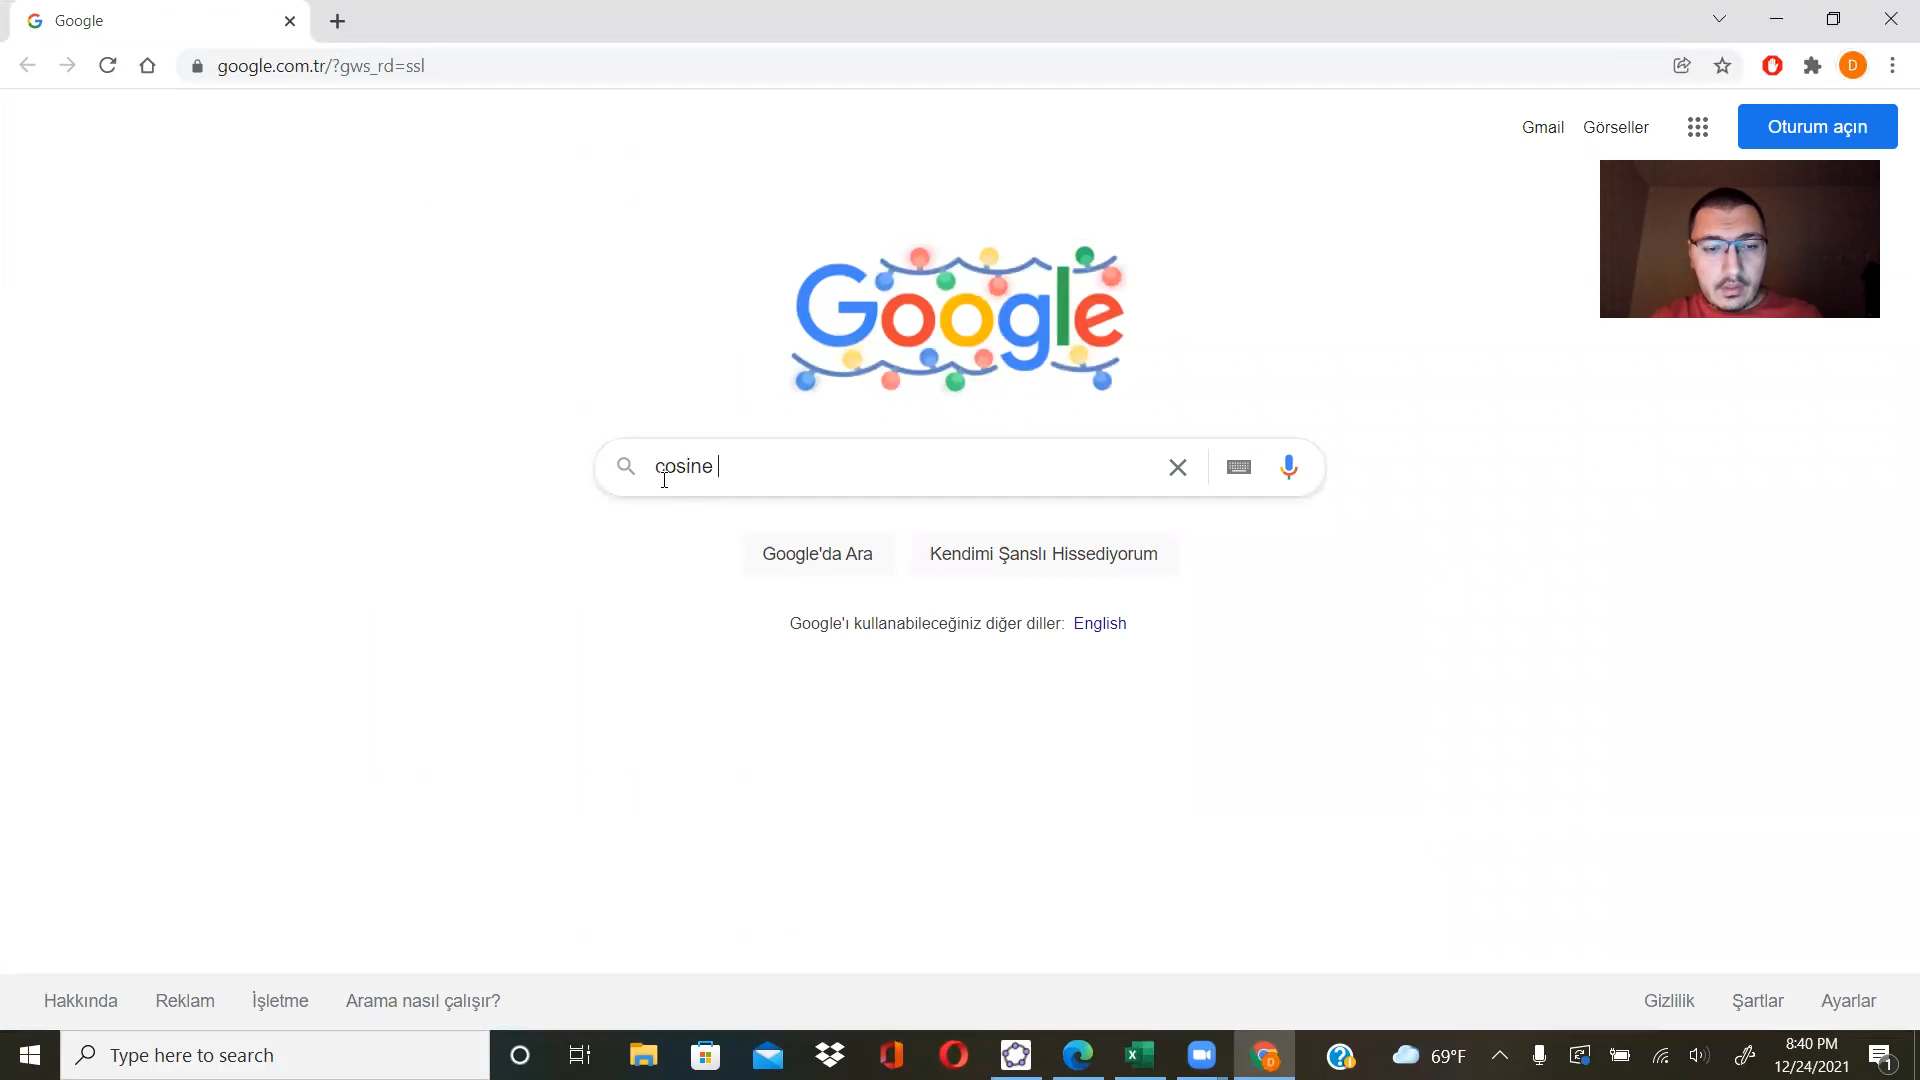 Google
google.com.tr/?gws_rd=ssl
D
Gmail Görseller Oturum açın
Google
cosine
Google'da Ara Kendimi Şanslı Hissediyorum
Google'ı kullanabileceğiniz diğer diller: English
Hakkında Reklam İşletme Arama nasıl çalışır? Gizlilik Şartlar Ayarlar
Type here to search 69°F 8:40 PM
12/24/2021 1